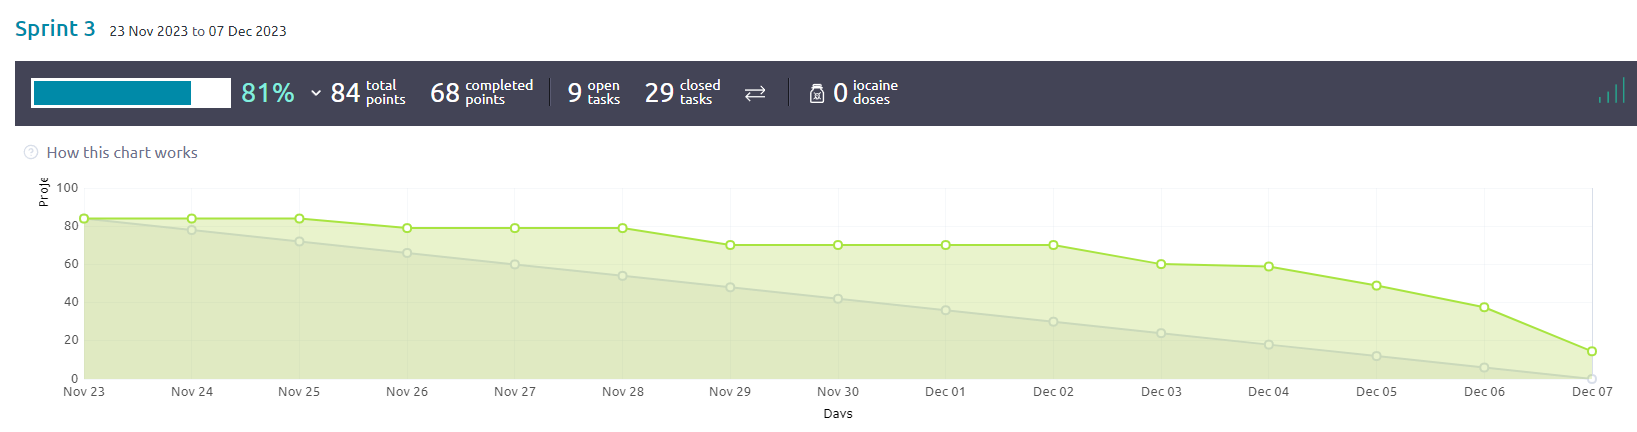 Sprint 3 23 Nov 2023 to 07 Dec 2023
81% 84 total points 68 completed points 9 open tasks 29 closed tasks 0 iocaine doses
How this chart works
Proje
100
80
60
40
20
0
Nov 23 Nov 24 Nov 25 Nov 26 Nov 27 Nov 28 Nov 29 Nov 30 Dec 01 Dec 02 Dec 03 Dec 04 Dec 05 Dec 06 Dec 07
Days